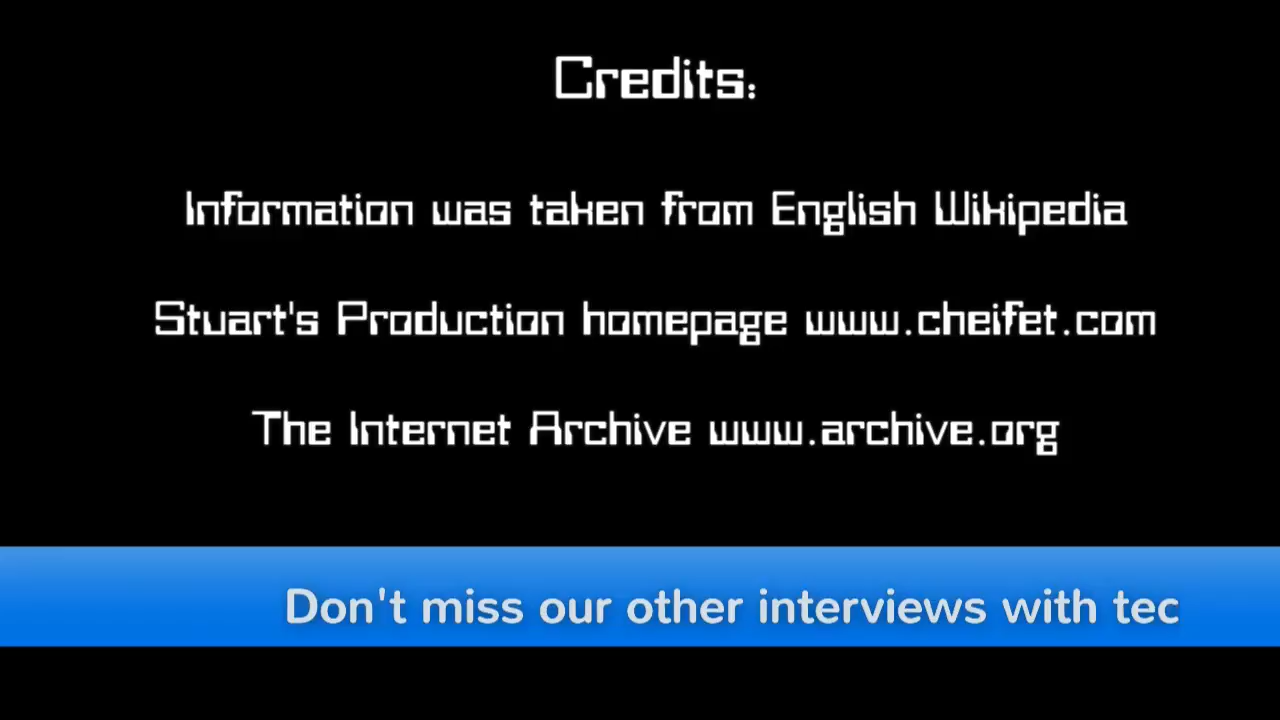 Credits:
Information was taken from English Wikipedia
Stuart's Production homepage www.cheifet.com
The Internet Archive www.archive.org
Don't miss our other interviews with tec